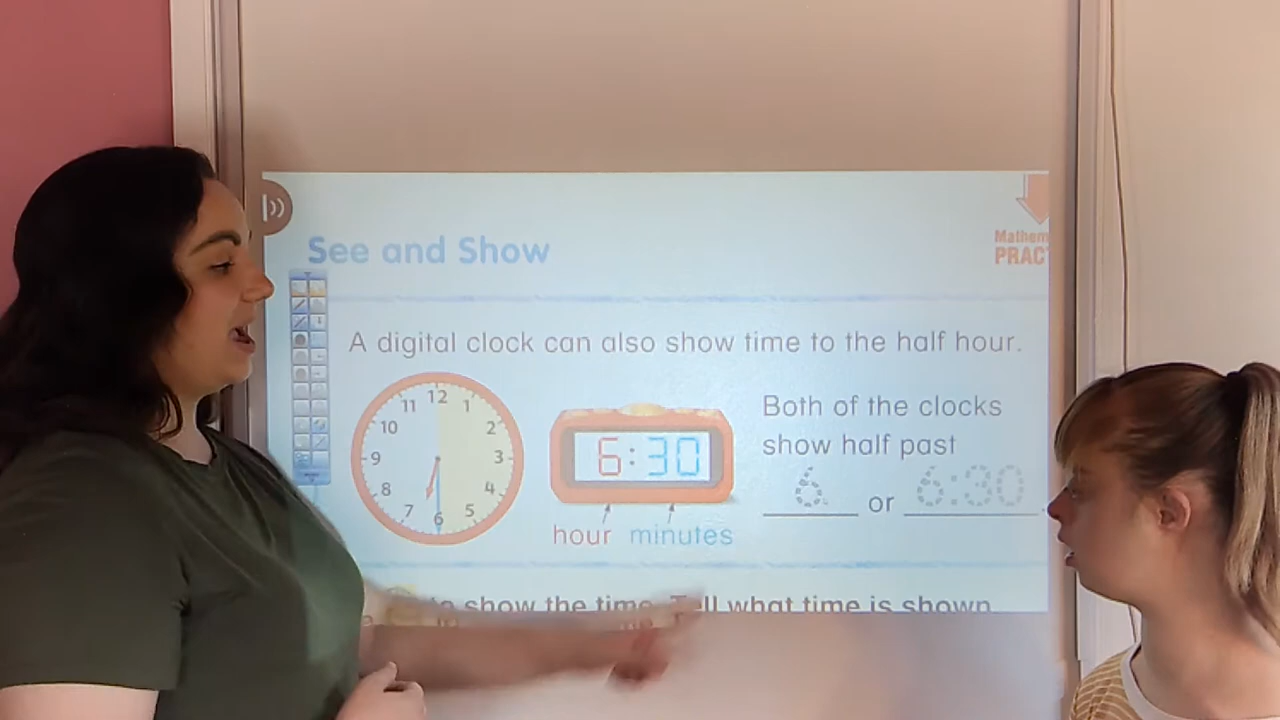 See and Show
Mathem
PRACT
A digital clock can also show time to the half hour.
12
11 1
10 2
9 3
8 4
7 5
6
6:30
hour minutes
Both of the clocks
show half past
6 or 6:30
to show the time. Tell what time is shown.